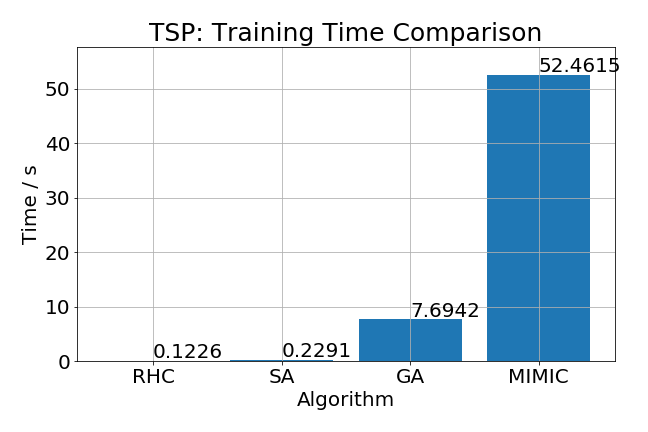 TSP: Training Time Comparison
52.4615
50
40
Time / s
30
20
10
7.6942
0.1226
0.2291
0
RHC
SA
GA
MIMIC
Algorithm